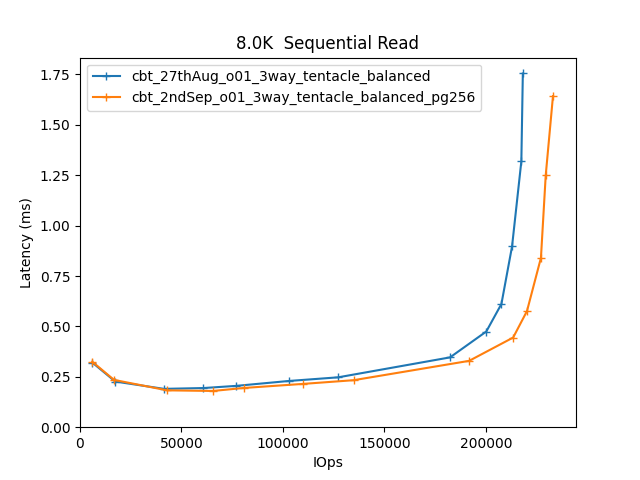 8.0K  Sequential Read
cbt_27thAug_o01_3way_tentacle_balanced
cbt_2ndSep_o01_3way_tentacle_balanced_pg256
1.75
1.50
1.25
1.00
0.75
0.50
0.25
0.00
Latency (ms)
0 50000 100000 150000 200000
IOps